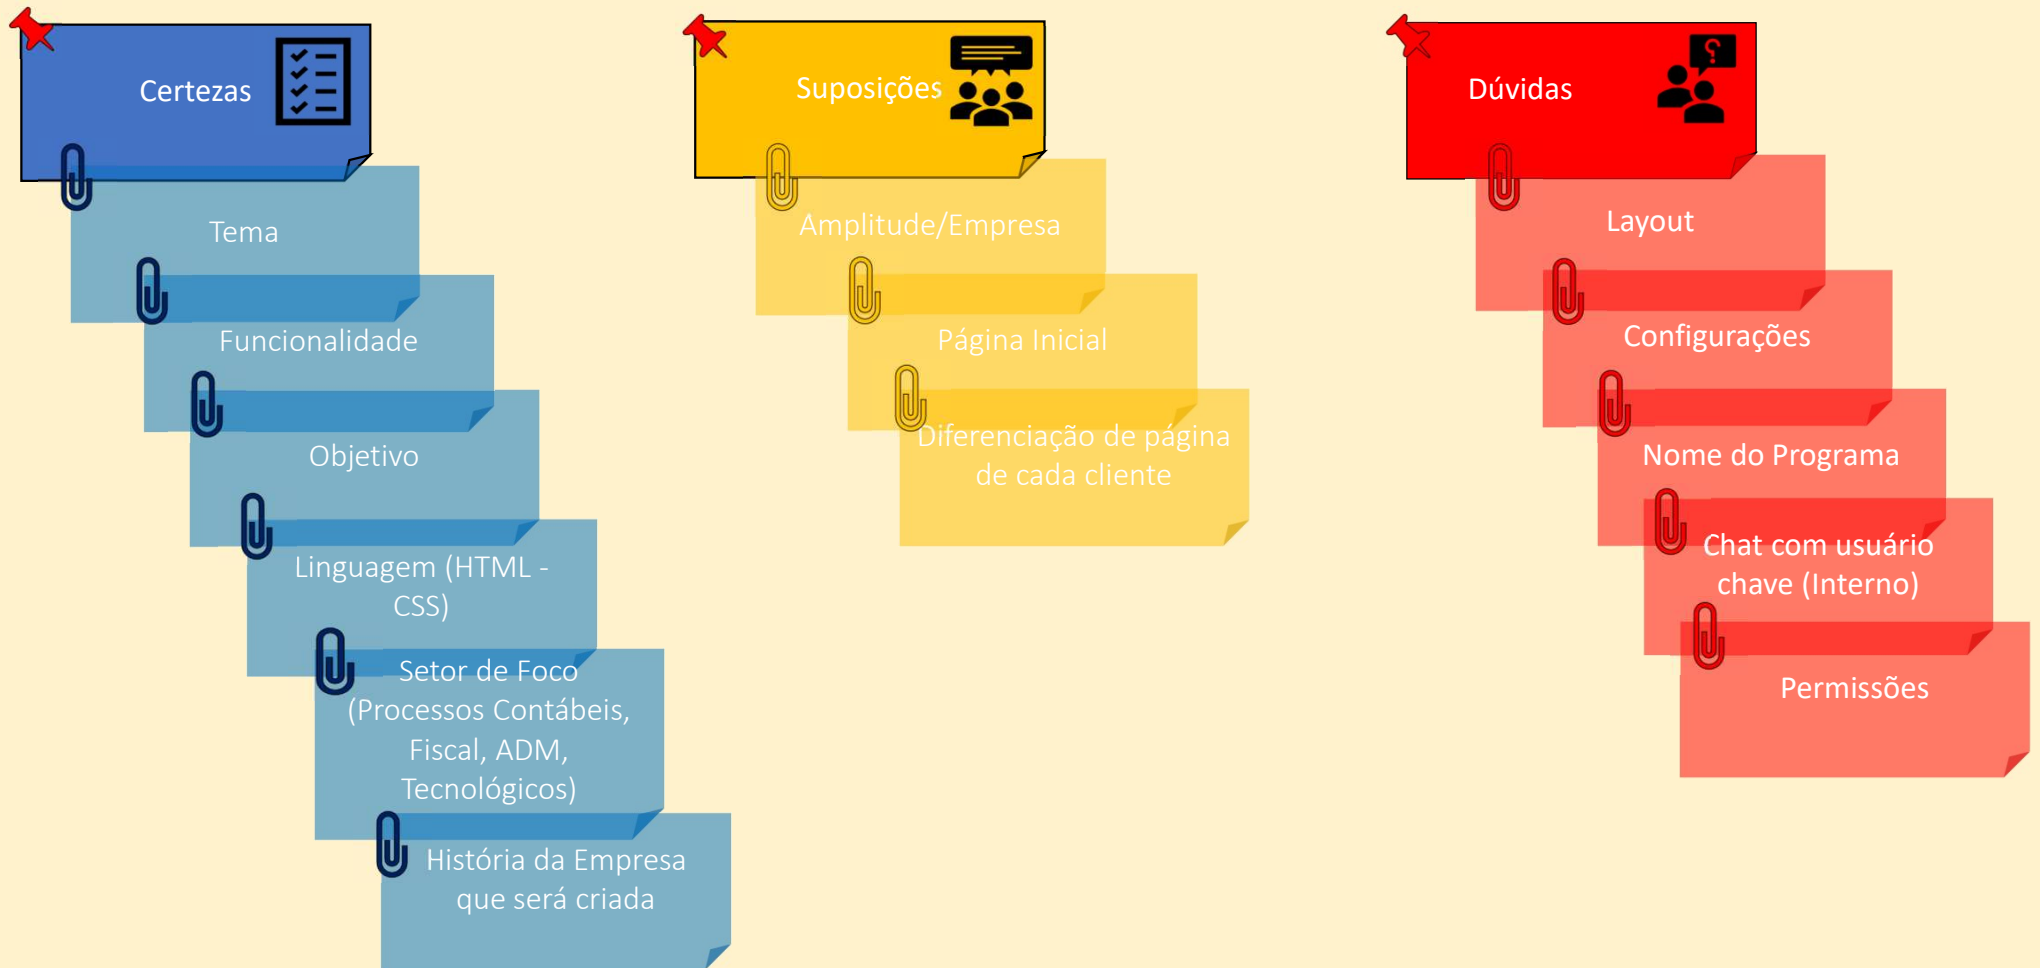 Certezas
Tema
Funcionalidade
Objetivo
Linguagem (HTML -
CSS)
Setor de Foco
(Processos Contábeis,
Fiscal, ADM,
Tecnológicos)
História da Empresa
que será criada
Suposições
Amplitude/Empresa
Página Inicial
Diferenciação de página
de cada cliente
Dúvidas
?
Layout
Configurações
Nome do Programa
Chat com usuário
chave (Interno)
Permissões